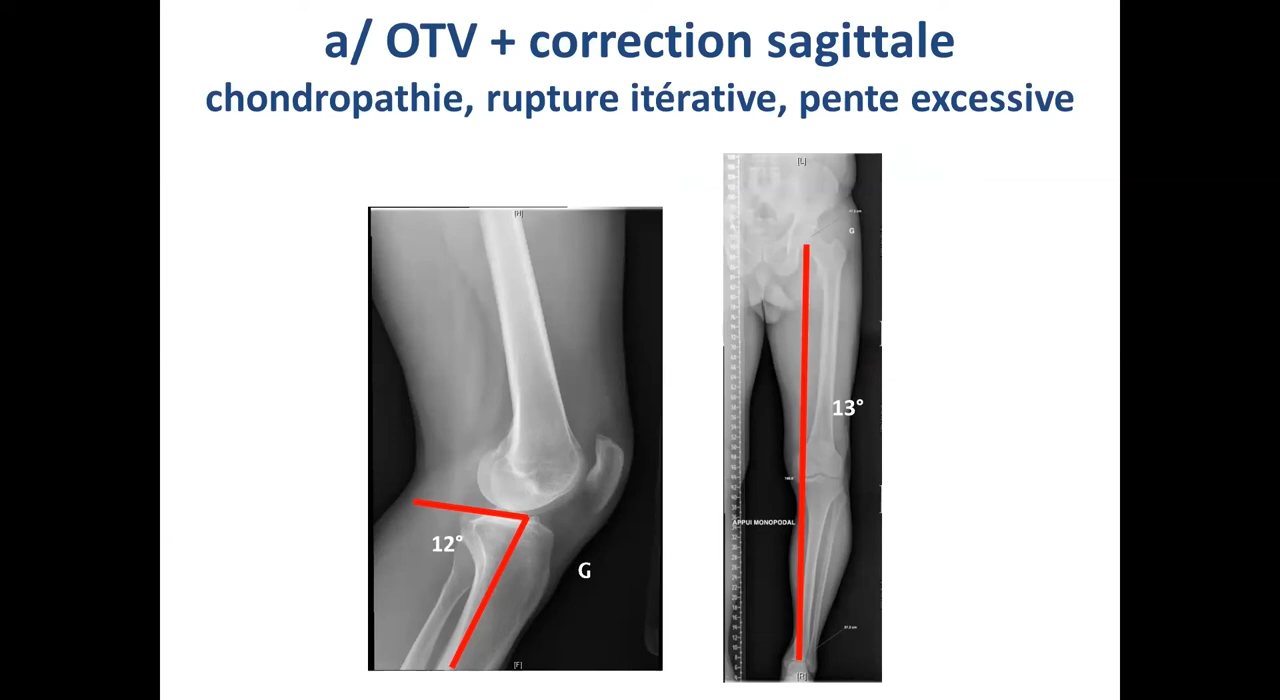 a/ OTV + correction sagittale
chondropathie, rupture itérative, pente excessive
[H]
12°
G
[F]
[L]
G
13°
APPUI MONOPODAL
[R]